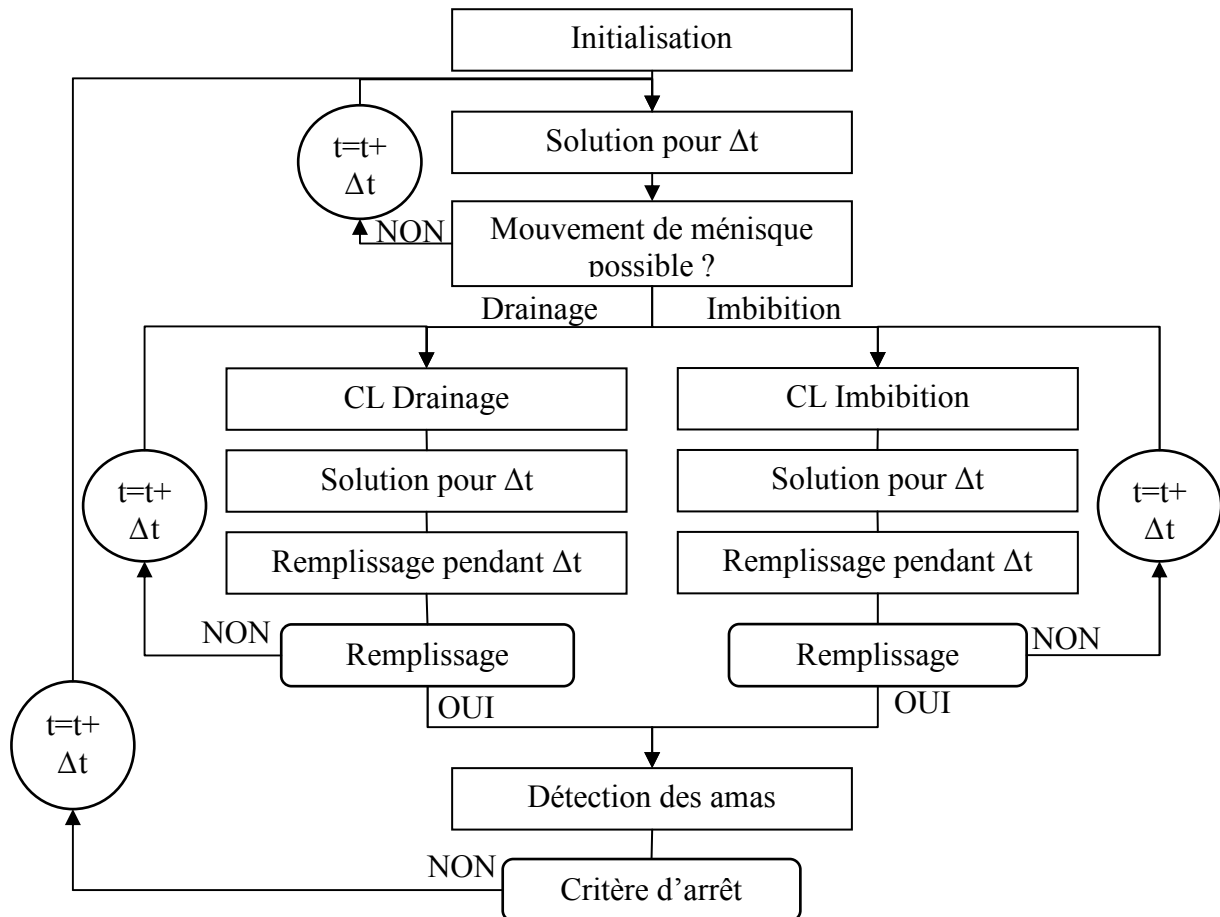 Initialisation
t=t+
Δt
Solution pour Δt
NON
Mouvement de ménisque
possible ?
Drainage
Imbibition
CL Drainage
CL Imbibition
t=t+
Δt
Solution pour Δt
Solution pour Δt
t=t+
Δt
Remplissage pendant Δt
Remplissage pendant Δt
NON
Remplissage
Remplissage
NON
OUI
OUI
t=t+
Δt
Détection des amas
NON
Critère d’arrêt